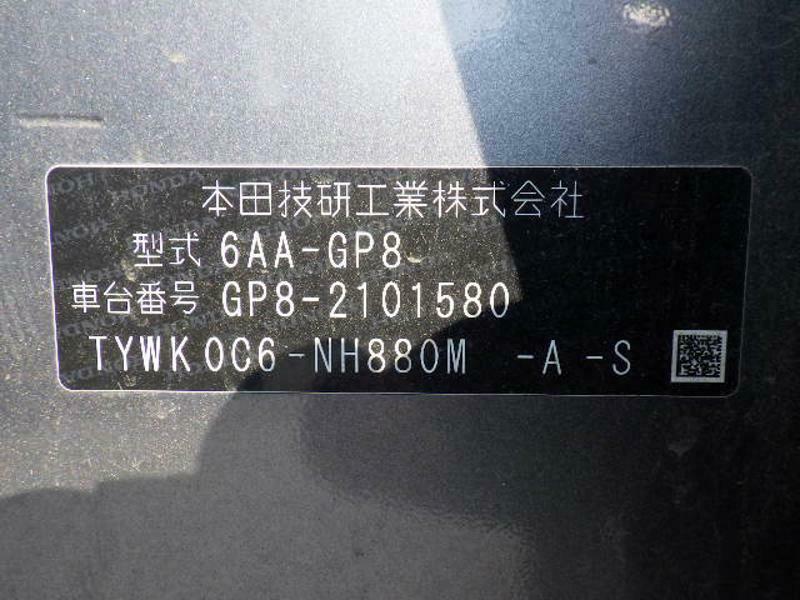 本田技研工業株式会社
型式 6AA-GP8
車台番号 GP8-2101580
TYWK0C6-NH880M -A -S